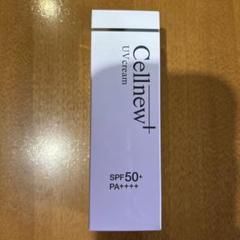 Cellnew+
UV cream
SPF50+
PA++++